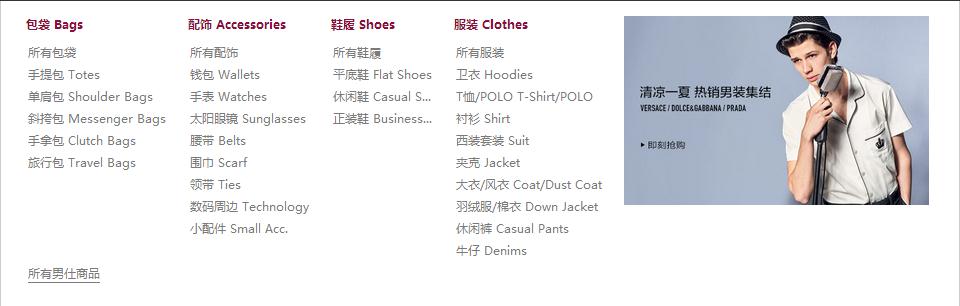 包袋 Bags
所有包袋
手提包 Totes
单肩包 Shoulder Bags
斜挎包 Messenger Bags
手拿包 Clutch Bags
旅行包 Travel Bags
配饰 Accessories
所有配饰
钱包 Wallets
手表 Watches
太阳眼镜 Sunglasses
腰带 Belts
围巾 Scarf
领带 Ties
数码周边 Technology
小配件 Small Acc.
鞋履 Shoes
所有鞋履
平底鞋 Flat Shoes
休闲鞋 Casual S...
正装鞋 Business...
服装 Clothes
所有服装
卫衣 Hoodies
T恤/POLO T-Shirt/POLO
衬衫 Shirt
西装套装 Suit
夹克 Jacket
大衣/风衣 Coat/Dust Coat
羽绒服/棉衣 Down Jacket
休闲裤 Casual Pants
牛仔 Denims
清凉一夏 热销男装集结
VERSACE / DOLCE&GABBANA / PRADA
即刻抢购
所有男仕商品